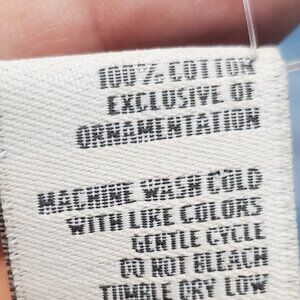 100% COTTON
EXCLUSIVE OF
ORNAMENTATION
MACHINE WASH COLD
WITH LIKE COLORS
GENTLE CYCLE
DO NOT BLEACH
TUMBLE DRY LOW